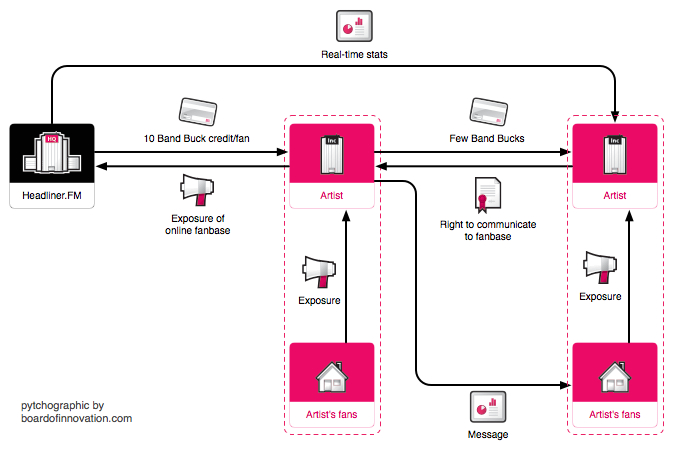 Real-time stats
10 Band Buck credit/fan
Few Band Bucks
HQ
Inc
Inc
Headliner.FM
Artist
Artist
Exposure of
online fanbase
Right to communicate
to fanbase
Exposure
Exposure
Artist's fans
Artist's fans
Message
pytchographic by
boardofinnovation.com